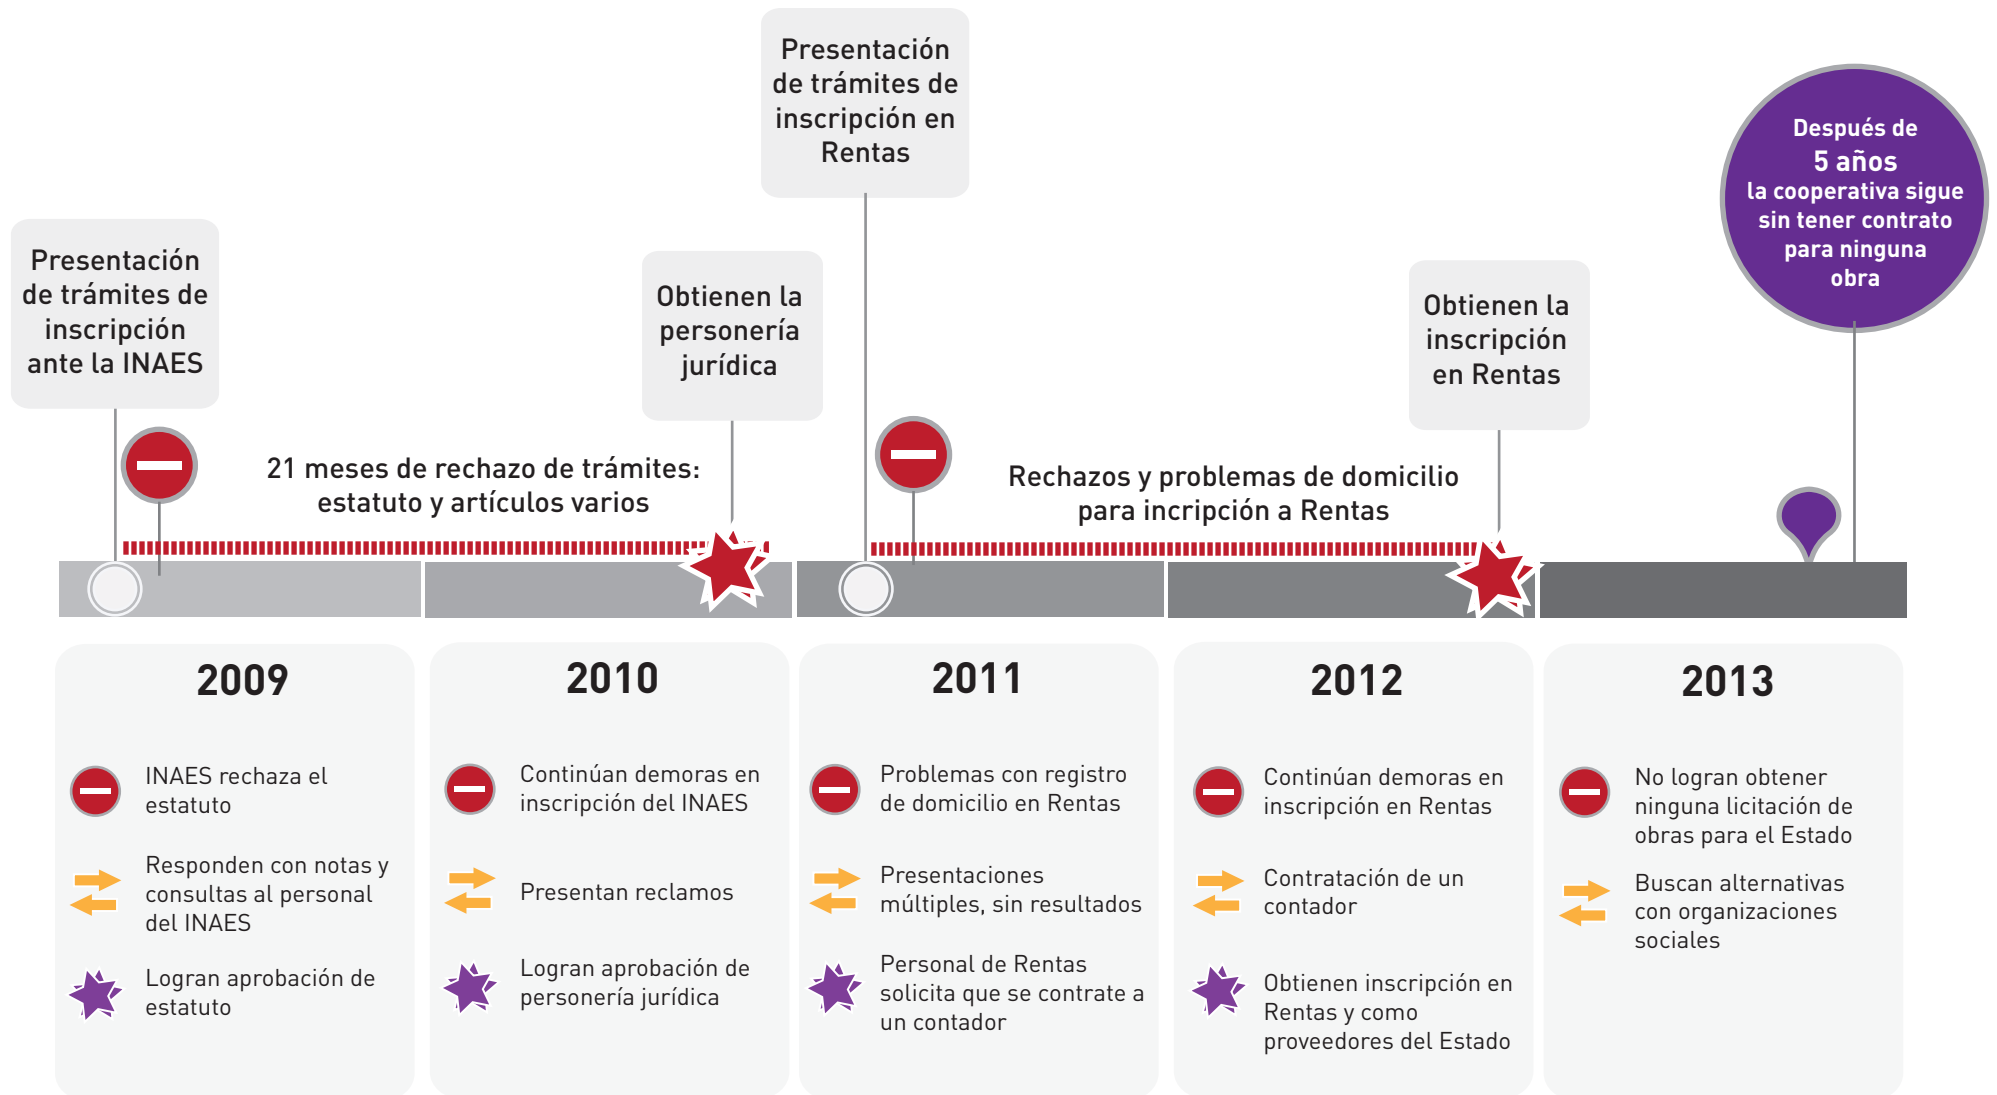 Presentación
de trámites de
inscripción
ante la INAES
21 meses de rechazo de trámites:
estatuto y artículos varios
Obtienen la
personería
jurídica
Presentación
de trámites de
inscripción en
Rentas
Rechazos y problemas de domicilio
para incripción a Rentas
Obtienen la
inscripción
en Rentas
Después de
5 años
la cooperativa sigue
sin tener contrato
para ninguna
obra
2009
INAES rechaza el
estatuto
Responden con notas y
consultas al personal
del INAES
Logran aprobación de
estatuto
2010
Continúan demoras en
inscripción del INAES
Presentan reclamos
Logran aprobación de
personería jurídica
2011
Problemas con registro
de domicilio en Rentas
Presentaciones
múltiples, sin resultados
Personal de Rentas
solicita que se contrate a
un contador
2012
Continúan demoras en
inscripción en Rentas
Contratación de un
contador
Obtienen inscripción en
Rentas y como
proveedores del Estado
2013
No logran obtener
ninguna licitación de
obras para el Estado
Buscan alternativas
con organizaciones
sociales